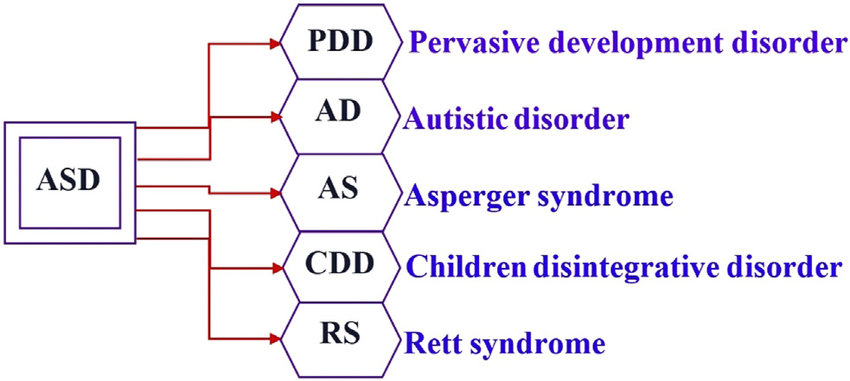 PDD Pervasive development disorder
AD Autistic disorder
ASD
AS Asperger syndrome
CDD Children disintegrative disorder
RS Rett syndrome